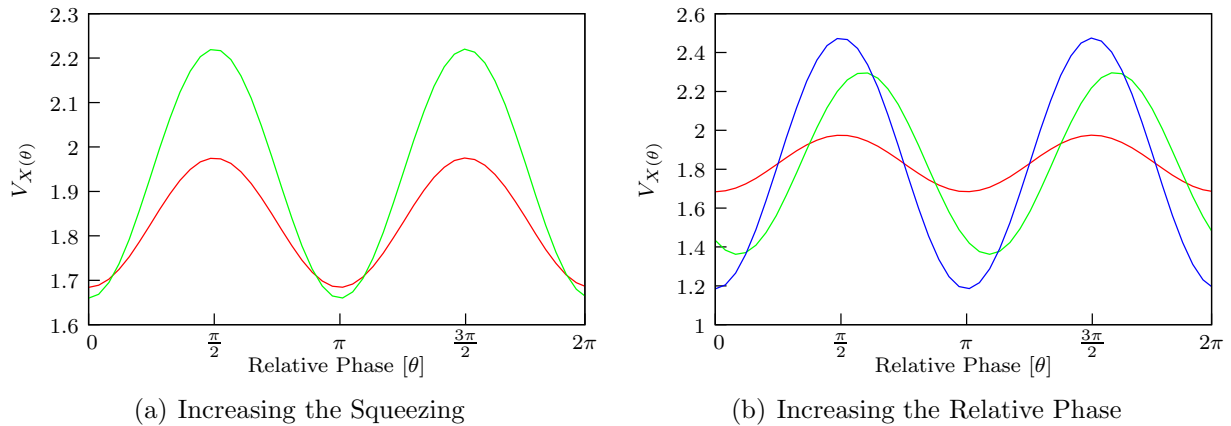 2.3
2.2
2.1
2
1.9
1.8
1.7
1.6
V_{X(θ)}
0 π/2 π 3π/2 2π
Relative Phase [θ]
(a) Increasing the Squeezing
2.6
2.4
2.2
2
1.8
1.6
1.4
1.2
1
V_{X(θ)}
0 π/2 π 3π/2 2π
Relative Phase [θ]
(b) Increasing the Relative Phase